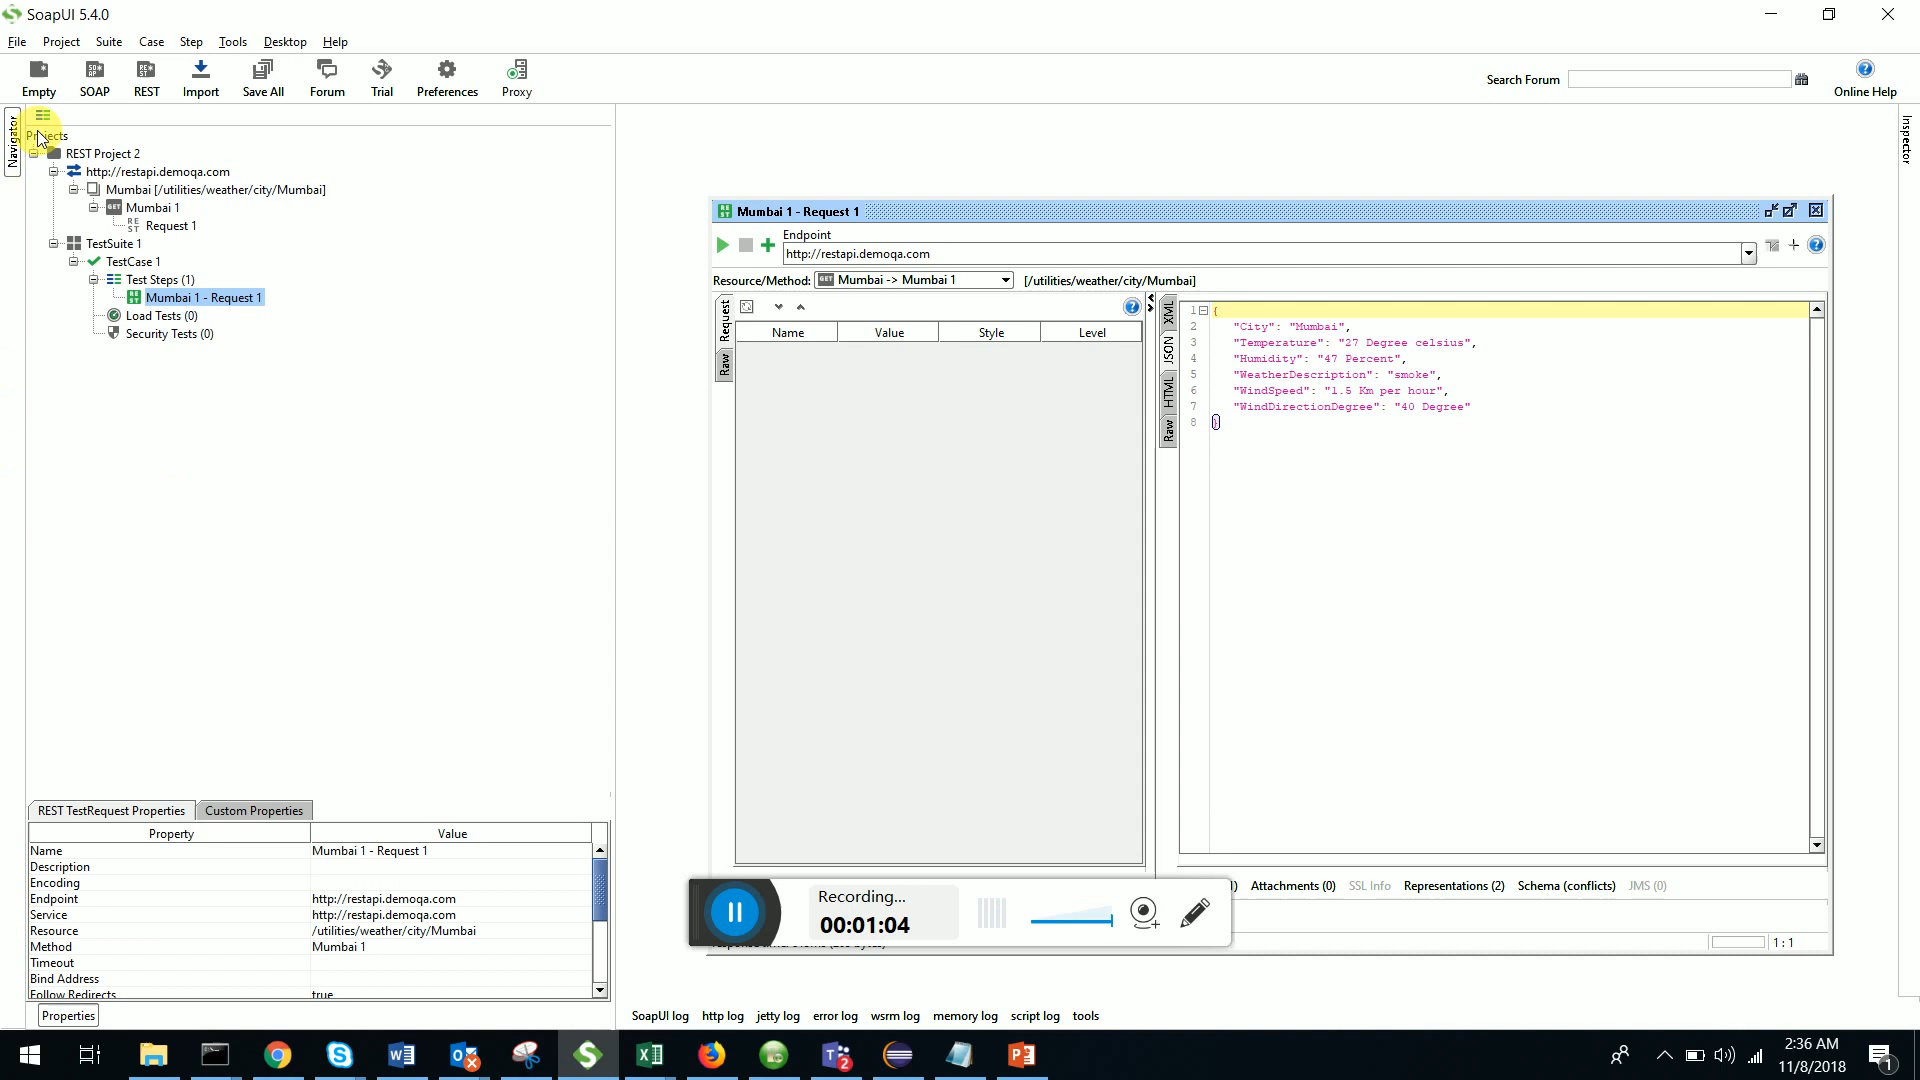 SoapUI 5.4.0
File Project Suite Case Step Tools Desktop Help
Empty SOAP REST Import Save All Forum Trial Preferences Proxy
Search Forum
Online Help
Navigator
Projects
REST Project 2
http://restapi.demoqa.com
Mumbai [/utilities/weather/city/Mumbai]
GET Mumbai 1
Request 1
TestSuite 1
TestCase 1
Test Steps (1)
Mumbai 1 - Request 1
Load Tests (0)
Security Tests (0)
REST TestRequest Properties Custom Properties
Property Value
Name Mumbai 1 - Request 1
Description
Encoding
Endpoint http://restapi.demoqa.com
Service http://restapi.demoqa.com
Resource /utilities/weather/city/Mumbai
Method Mumbai 1
Timeout
Bind Address
Follow Redirects true
Properties
Mumbai 1 - Request 1
Endpoint
http://restapi.demoqa.com
Resource/Method: GET Mumbai -> Mumbai 1 [/utilities/weather/city/Mumbai]
Request
Raw
Name Value Style Level
XML
JSON
HTML
Raw
1 {
2 "City": "Mumbai",
3 "Temperature": "27 Degree celsius",
4 "Humidity": "47 Percent",
5 "WeatherDescription": "smoke",
6 "WindSpeed": "1.5 Km per hour",
7 "WindDirectionDegree": "40 Degree"
8 }
Attachments (0) SSL Info Representations (2) Schema (conflicts) JMS (0)
Recording...
00:01:04
1 : 1
Inspector
SoapUI log http log jetty log error log wsrm log memory log script log tools
2:36 AM
11/8/2018
2
1